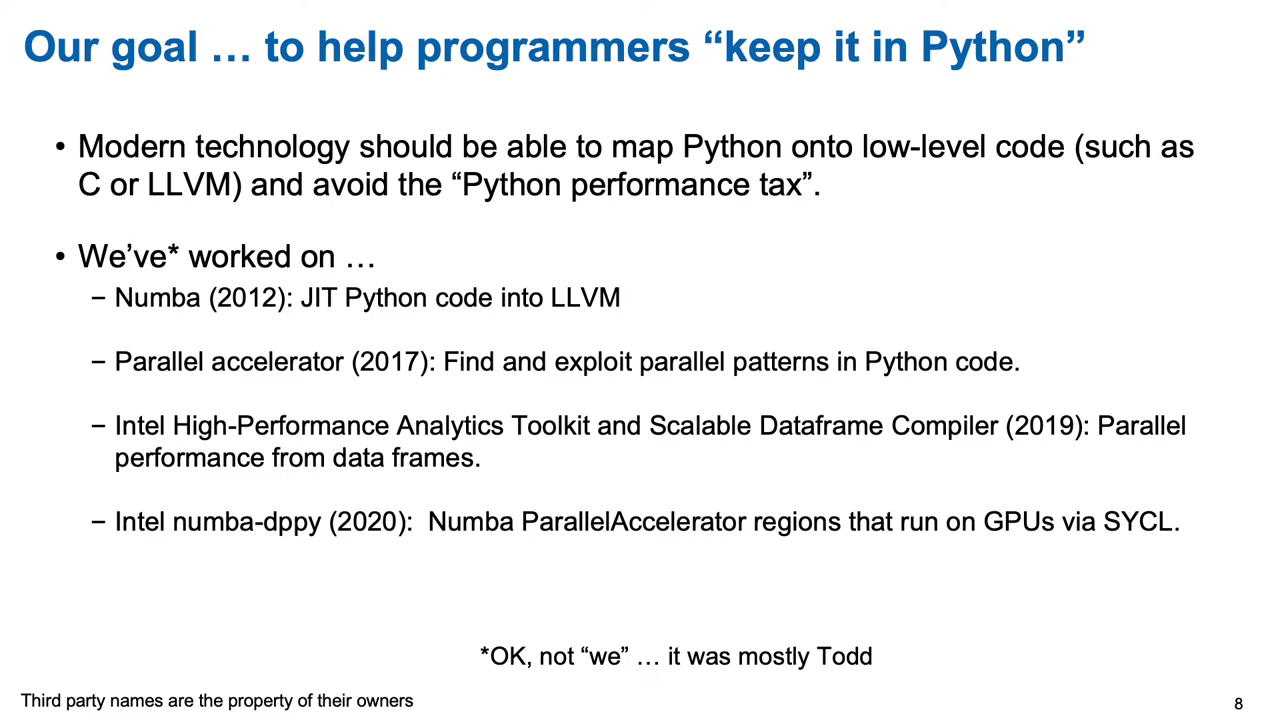 Our goal … to help programmers “keep it in Python”
• Modern technology should be able to map Python onto low-level code (such as
C or LLVM) and avoid the “Python performance tax”.
• We’ve* worked on …
– Numba (2012): JIT Python code into LLVM
– Parallel accelerator (2017): Find and exploit parallel patterns in Python code.
– Intel High-Performance Analytics Toolkit and Scalable Dataframe Compiler (2019): Parallel
performance from data frames.
– Intel numba-dppy (2020):  Numba ParallelAccelerator regions that run on GPUs via SYCL.
*OK, not “we” … it was mostly Todd
Third party names are the property of their owners
8